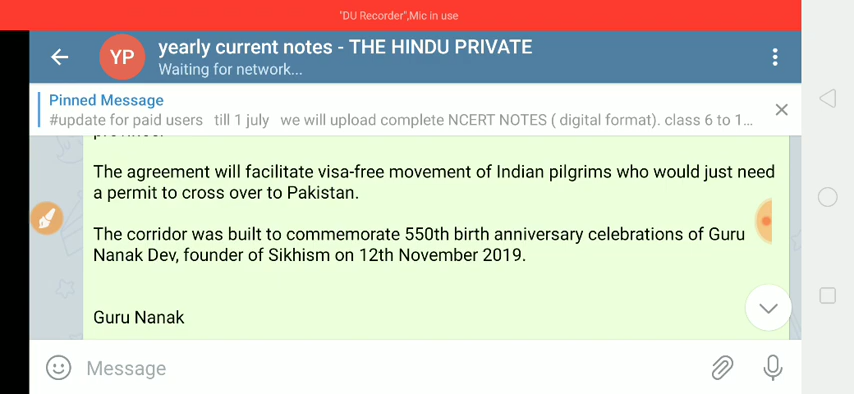 "DU Recorder",Mic in use
YP
yearly current notes - THE HINDU PRIVATE
Waiting for network...
Pinned Message
#update for paid users till 1 july we will upload complete NCERT NOTES ( digital format). class 6 to 1...
The agreement will facilitate visa-free movement of Indian pilgrims who would just need
a permit to cross over to Pakistan.
The corridor was built to commemorate 550th birth anniversary celebrations of Guru
Nanak Dev, founder of Sikhism on 12th November 2019.
Guru Nanak
Message